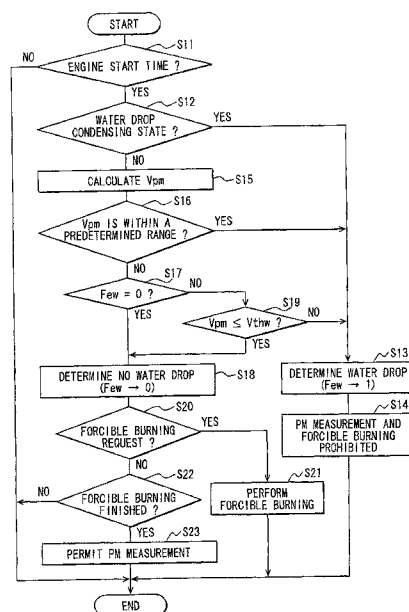 START
S11
NO
ENGINE START TIME ?
YES
S12
WATER DROP
CONDENSING STATE ?
YES
NO
CALCULATE Vpm
S15
S16
Vpm IS WITHIN A
PREDETERMINED RANGE ?
YES
NO
S17
Few = 0 ?
NO
YES
S19
Vpm ≤ Vthw ?
NO
YES
S13
DETERMINE NO WATER DROP
(Few → 0)
S18
DETERMINE WATER DROP
(Few → 1)
S14
S20
FORCIBLE BURNING
REQUEST ?
YES
PM MEASUREMENT AND
FORCIBLE BURNING
PROHIBITED
NO
S22
S21
NO
FORCIBLE BURNING
FINISHED ?
PERFORM
FORCIBLE BURNING
YES
S23
PERMIT PM MEASUREMENT
END